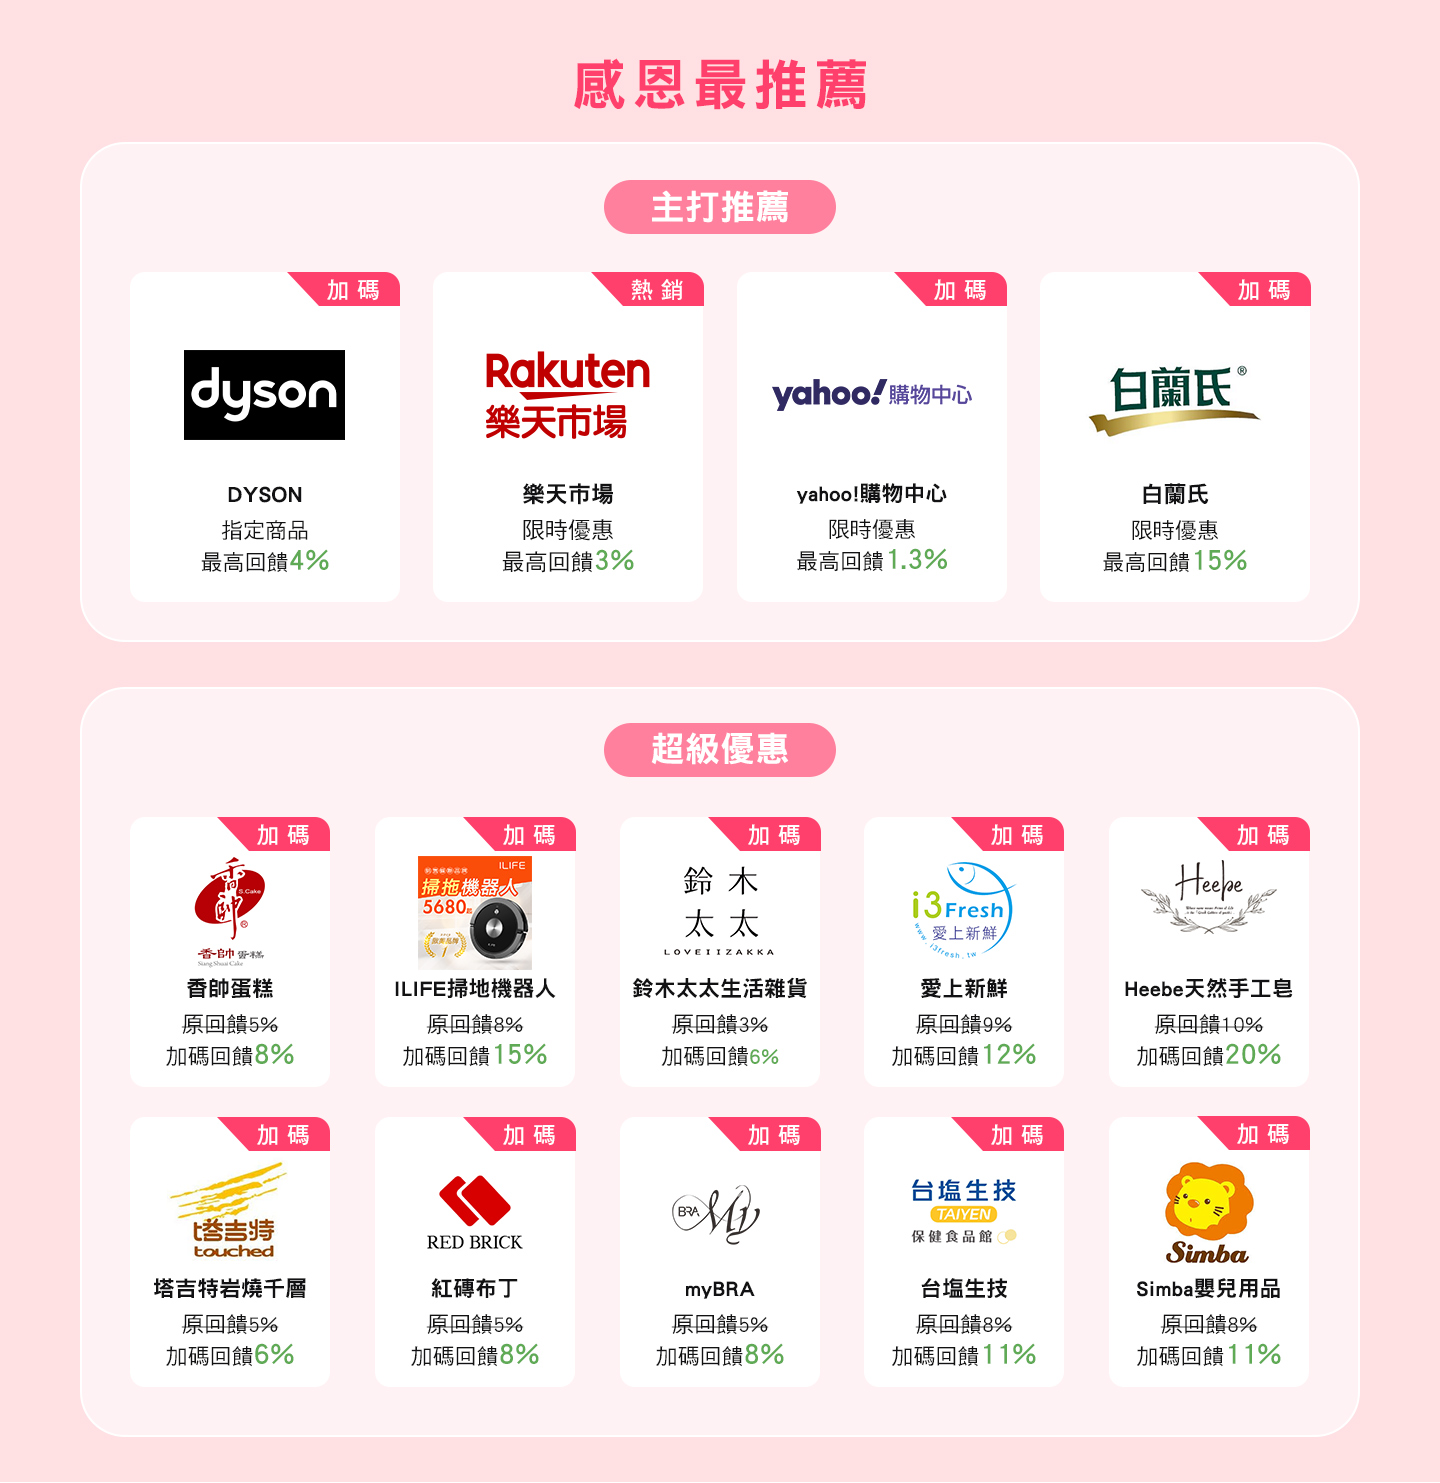 感恩最推薦
主打推薦
加碼
dyson
DYSON
指定商品
最高回饋4%
熱銷
Rakuten
樂天市場
樂天市場
限時優惠
最高回饋3%
加碼
yahoo!購物中心
yahoo!購物中心
限時優惠
最高回饋1.3%
加碼
白蘭氏®
白蘭氏
限時優惠
最高回饋15%
超級優惠
加碼
香帥
S.Cake
®
香帥蛋糕
Siang Shuai Cake
香帥蛋糕
原回饋5%
加碼回饋8%
加碼
ILIFE
掃拖機器人
5680起
ILIFE掃地機器人
原回饋8%
加碼回饋15%
加碼
鈴木
太太
LOVEIIZAKKA
鈴木太太生活雜貨
原回饋3%
加碼回饋6%
加碼
i3Fresh
愛上新鮮
www.i3fresh.tw
愛上新鮮
原回饋9%
加碼回饋12%
加碼
Heebe
Heebe天然手工皂
原回饋10%
加碼回饋20%
加碼
塔吉特
touched
塔吉特岩燒千層
原回饋5%
加碼回饋6%
加碼
RED BRICK
紅磚布丁
原回饋5%
加碼回饋8%
加碼
BRA My
myBRA
原回饋5%
加碼回饋8%
加碼
台塩生技
TAIYEN
保健食品館
台塩生技
原回饋8%
加碼回饋11%
加碼
Simba
Simba嬰兒用品
原回饋8%
加碼回饋11%